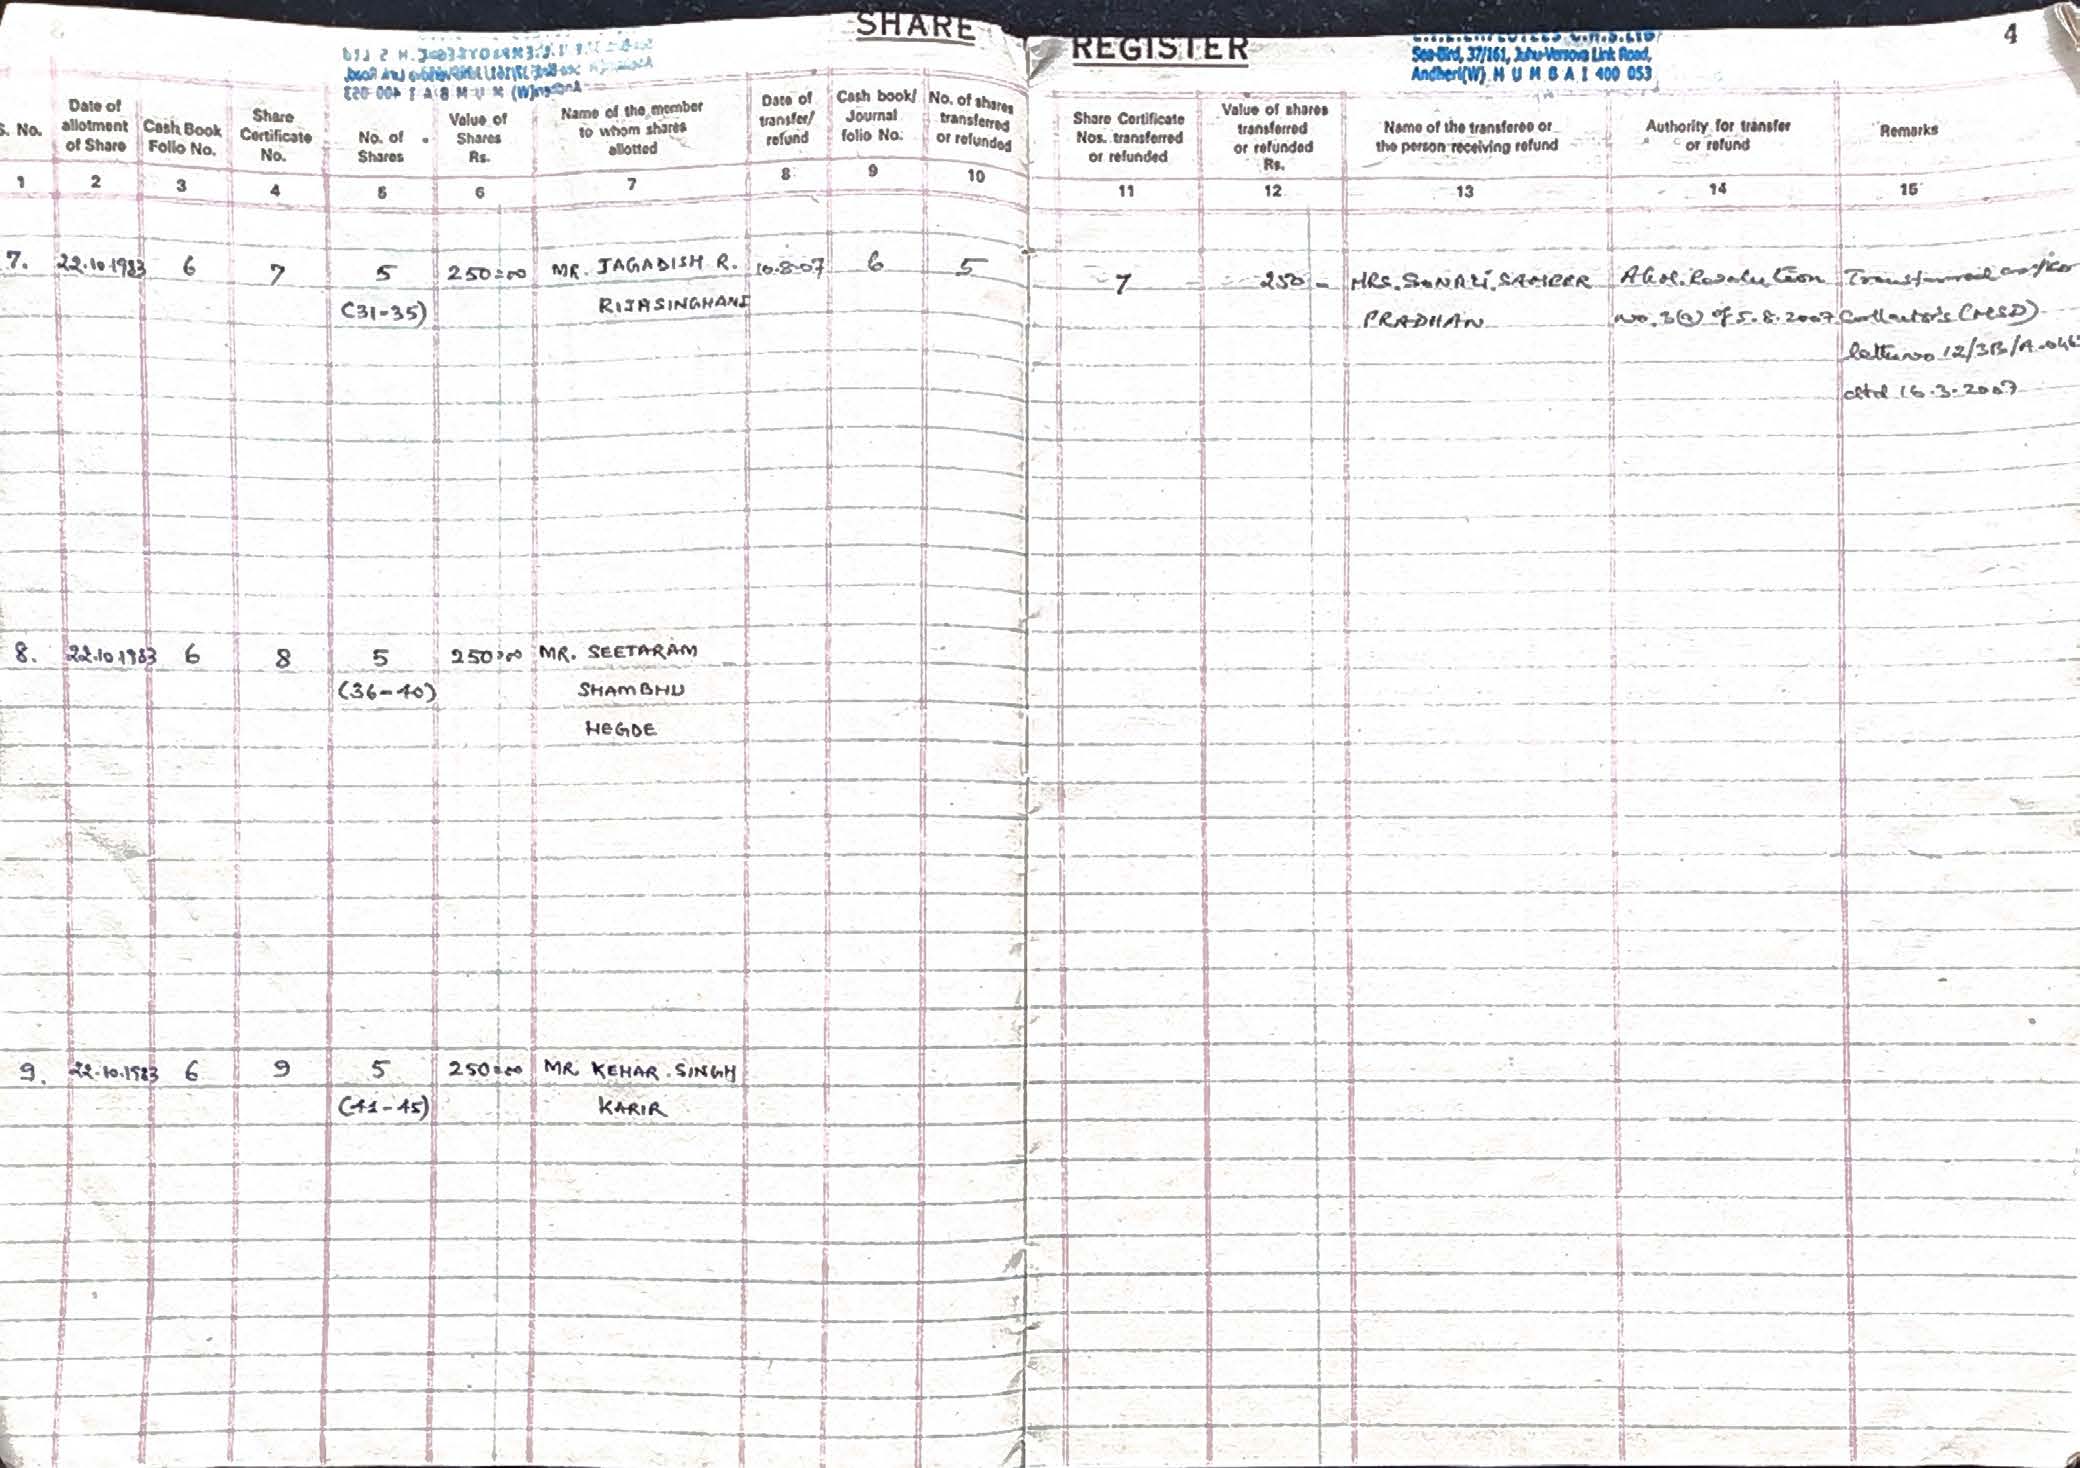 SHARE REGISTER
4
Sea-Bird, 37/161, Juhu-Versova Link Road,
Andheri(W) M U M B A I 400 053
S. No.
Date of
allotment
of Share
Cash Book
Folio No.
Share
Certificate
No.
No. of
Shares
Value of
Shares
Rs.
Name of the member
to whom shares
allotted
Date of
transfer/
refund
Cash book/
Journal
folio No.
No. of shares
transferred
or refunded
Share Certificate
Nos. transferred
or refunded
Value of shares
transferred
or refunded
Rs.
Name of the transferee or
the person receiving refund
Authority for transfer
or refund
Remarks
1 2 3 4 5 6 7 8 9 10 11 12 13 14 15
7. 22.10.1983 6 7 5 250=00 MR. JAGADISH R. 10.8.07 6 5 7 250 - MRS. SONALI SAMEER Transferred
(31-35) RIJHSINGHANI PRADHAN no. 3(a) of 5.8.2007 Collector's (MSD)
letter no 12/3B/A
dtd 16.3.2007
8. 22.10.1983 6 8 5 250=00 MR. SEETARAM
(36-40) SHAMBHU
HEGDE
9. 22.10.1983 6 9 5 250=00 MR. KEHAR SINGH
(41-45) KARIR